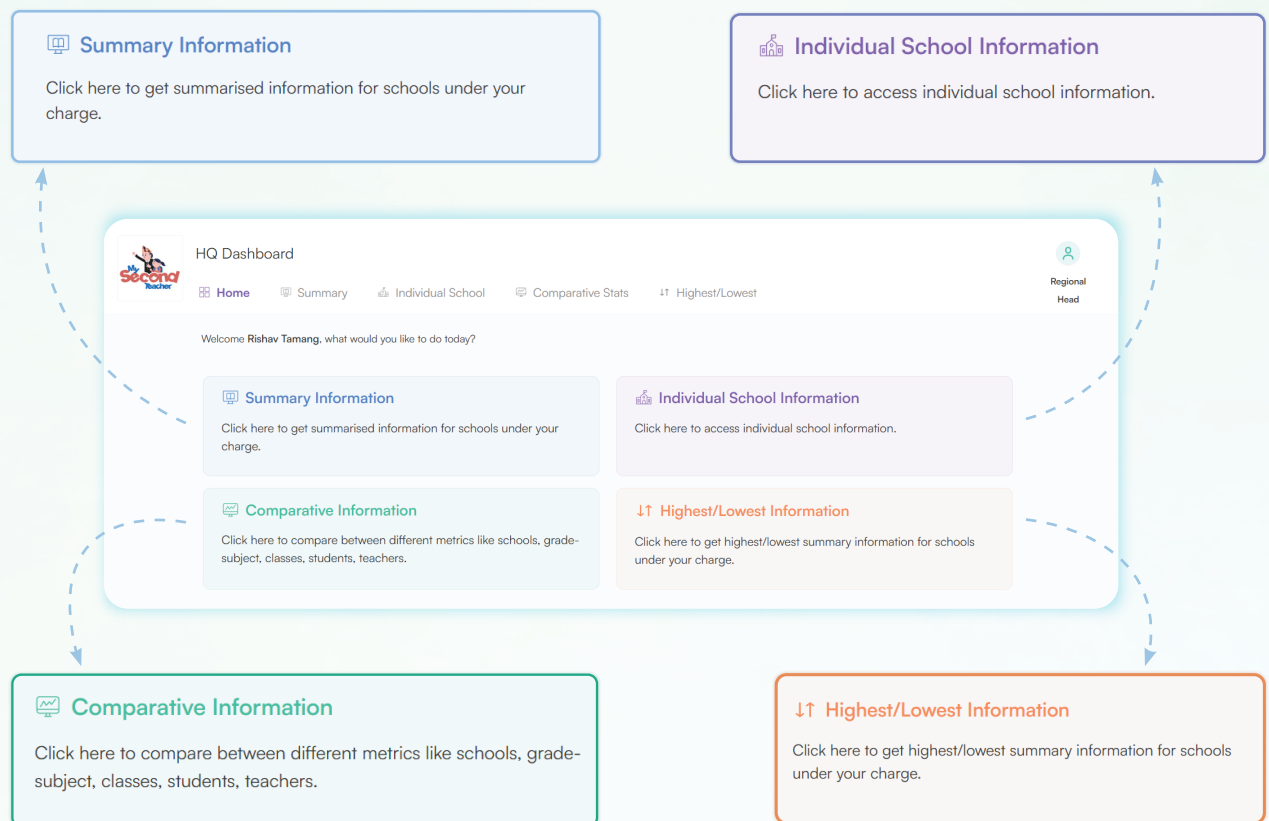 Summary Information
Click here to get summarised information for schools under your
charge.
Individual School Information
Click here to access individual school information.
My
Second
Teacher
HQ Dashboard
Home
Summary
Individual School
Comparative Stats
Highest/Lowest
Regional
Head
Welcome Rishav Tamang, what would you like to do today?
Summary Information
Click here to get summarised information for schools under your
charge.
Individual School Information
Click here to access individual school information.
Comparative Information
Click here to compare between different metrics like schools, grade-
subject, classes, students, teachers.
Highest/Lowest Information
Click here to get highest/lowest summary information for schools
under your charge.
Comparative Information
Click here to compare between different metrics like schools, grade-
subject, classes, students, teachers.
Highest/Lowest Information
Click here to get highest/lowest summary information for schools
under your charge.